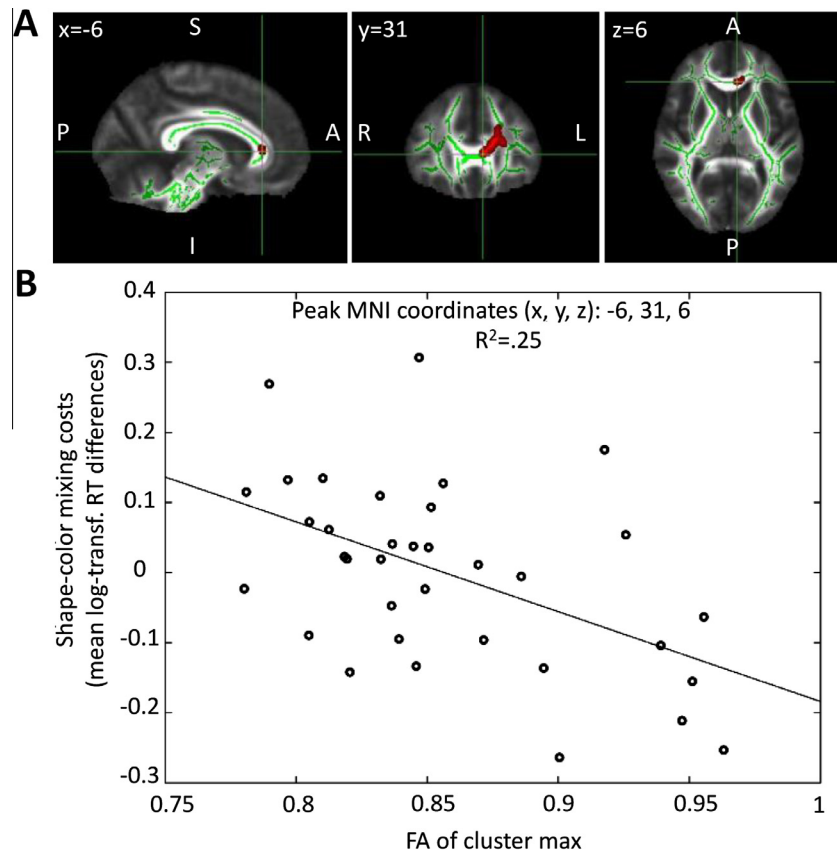 A
x=-6
S
P
A
I
y=31
R
L
z=6
A
P
B
Peak MNI coordinates (x, y, z): -6, 31, 6
R²=.25
Shape-color mixing costs
(mean log-transf. RT differences)
0.4
0.3
0.2
0.1
0
-0.1
-0.2
-0.3
0.75
0.8
0.85
0.9
0.95
1
FA of cluster max